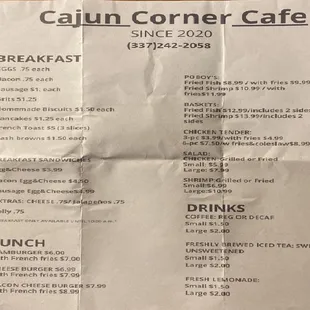 Cajun Corner Cafe
SINCE 2020
(337)242-2058
BREAKFAST
EGGS .75 each
Bacon .75 each
Sausage $1. each
Grits $1.25
Homemade Biscuits $1.50 each
Pancakes $1.25 each
French Toast $5 (3 slices)
Hash browns $1.50 each
BREAKFAST SANDWICHES
Egg&Cheese $3.99
Bacon Egg&Cheese $4.50
Sausage Egg&Cheese $4.99
EXTRAS: CHEESE .75/ Jalapenos .75
Jelly .75
LUNCH
HAMBURGER $6.00
with French fries $7.00
CHEESE BURGER $6.99
with French fries $7.99
BACON CHEESE BURGER $7.99
with French fries $8.99
PO BOY'S:
Fried Fish $8.99 / with fries $9.99
Fried Shrimp $10.99 / with
fries $11.99
BASKETS:
Fried Fish $12.99/includes 2 sides
Fried Shrimp $13.99/includes 2
sides
CHICKEN TENDER:
3-pc $3.99/with fries $4.99
6-pc $7.50/w fries&coleslaw$8.99
SALAD:
CHICKEN:Grilled or Fried
Small: $5.99
Large: $7.99
SHRIMP:Grilled or Fried
Small:$6.99
Large:$10.99
DRINKS
COFFEE: REG OR DECAF
Small $1.50
Large $2.00
FRESHLY BREWED ICED TEA:
UNSWEETENED
Small $1.50
Large $2.00
FRESH LEMONADE:
Small $1.50
Large $2.00